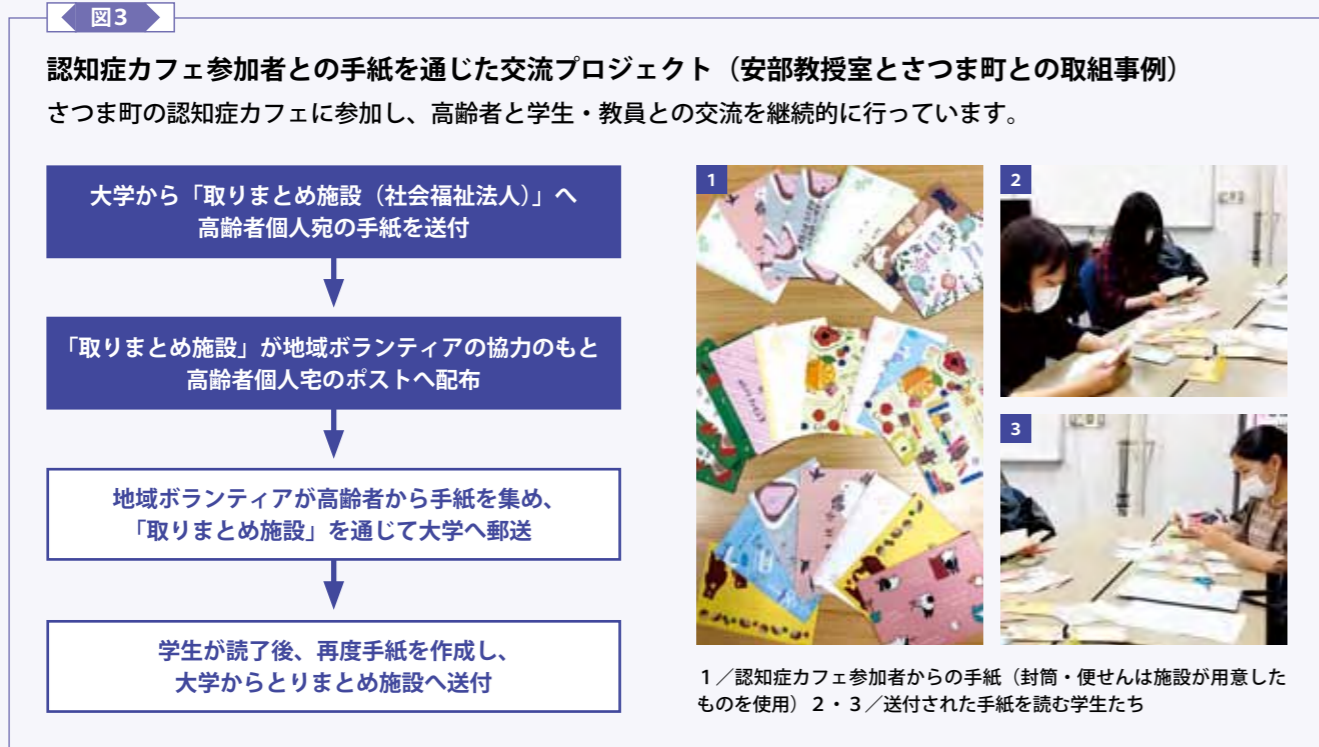 図3
認知症カフェ参加者との手紙を通じた交流プロジェクト（安部教授室とさつま町との取組事例）
さつま町の認知症カフェに参加し、高齢者と学生・教員との交流を継続的に行っています。
大学から「取りまとめ施設（社会福祉法人）」へ
高齢者個人宛の手紙を送付
「取りまとめ施設」が地域ボランティアの協力のもと
高齢者個人宅のポストへ配布
地域ボランティアが高齢者から手紙を集め、
「取りまとめ施設」を通じて大学へ郵送
学生が読了後、再度手紙を作成し、
大学からとりまとめ施設へ送付
1
2
3
1／認知症カフェ参加者からの手紙（封筒・便せんは施設が用意した
ものを使用）２・３／送付された手紙を読む学生たち